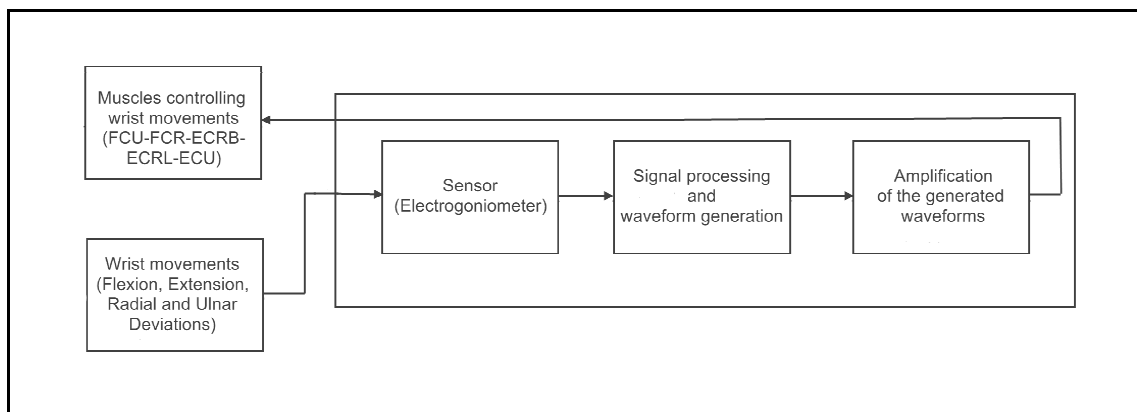 Muscles controlling
wrist movements
(FCU-FCR-ECRB-
ECRL-ECU)
Sensor
(Electrogoniometer)
Signal processing
and
waveform generation
Amplification
of the generated
waveforms
Wrist movements
(Flexion, Extension,
Radial and Ulnar
Deviations)